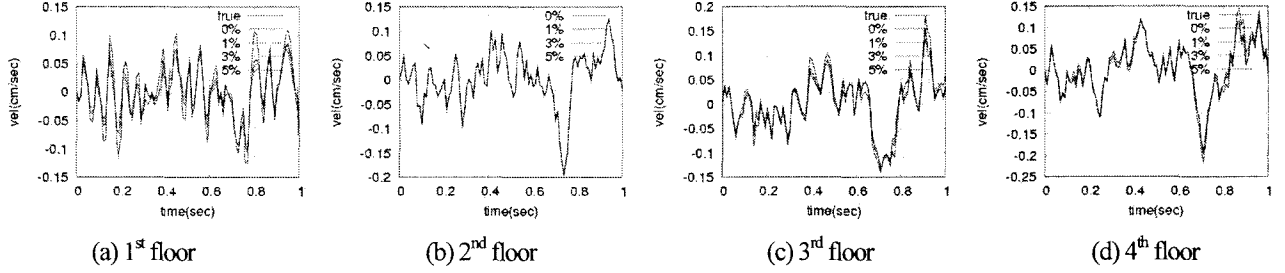 0.15
0.1
0.05
0
-0.05
-0.1
-0.15
vel(cm/sec)
true
0%
1%
3%
5%
0 0.2 0.4 0.6 0.8 1
time(sec)
(a) 1st floor
0.15
0.1
0.05
0
-0.05
-0.1
0.15
-0.2
vel(cm/sec)
0%
1%
3%
5%
0 0.2 0.4 0.6 0.8 1
time(sec)
(b) 2nd floor
0.2
0.15
0.1
0.05
0
-0.05
-0.1
0.15
vel(cm/sec)
true
0%
1%
3%
5%
0 0.2 0.4 0.6 0.8 1
time(sec)
(c) 3rd floor
0.15
0.1
0.05
0
-0.05
-0.1
0.15
-0.2
0.25
vel(cm/sec)
true
0%
1%
3%
5%
0 0.2 0.4 0.6 0.8 1
time(sec)
(d) 4th floor